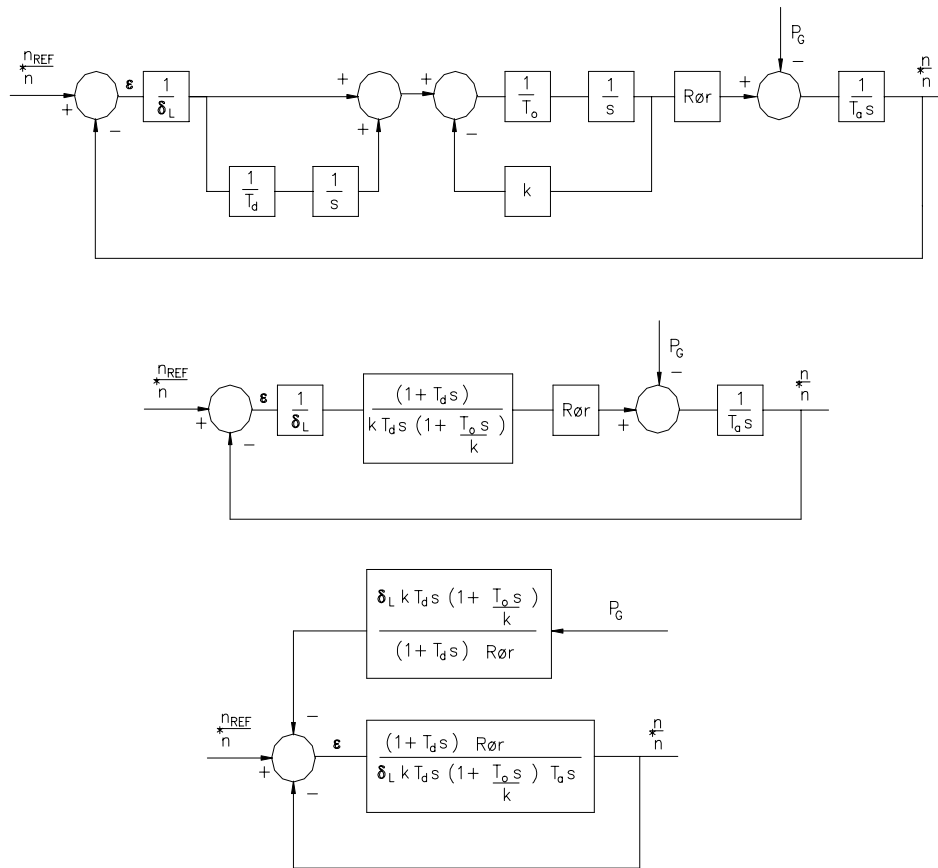 n_REF
*n
+
−
ε
1
δ_L
+
+
+
−
1
T_o
1
s
Rør
P_G
+
−
1
T_a s
n
*n
1
T_d
1
s
k
n_REF
*n
+
−
ε
1
δ_L
(1+ T_d s)
k T_d s (1+ T_o s )
k
Rør
P_G
+
−
1
T_a s
n
*n
δ_L k T_d s (1+ T_o s )
k
(1+ T_d s) Rør
P_G
n_REF
*n
+
−
−
ε
(1+ T_d s) Rør
δ_L k T_d s (1+ T_o s ) T_a s
k
n
*n